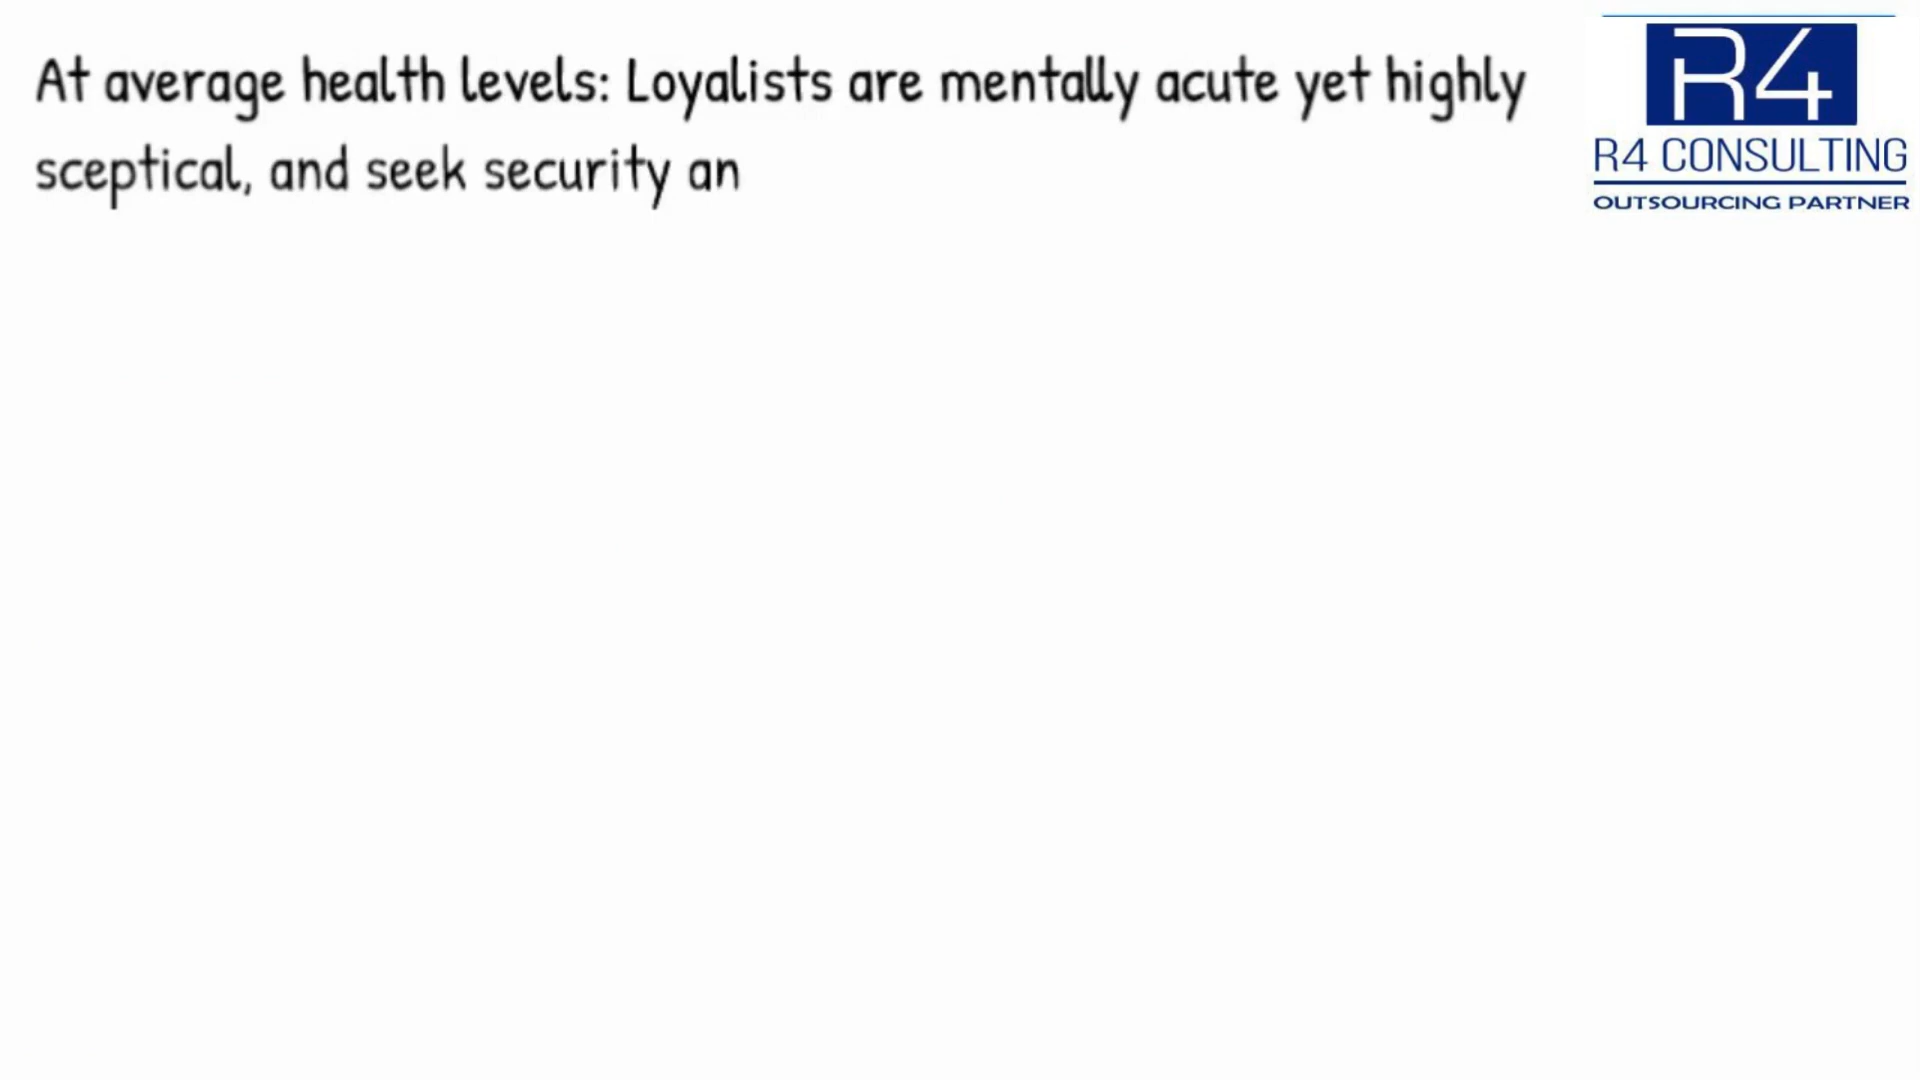 At average health levels: Loyalists are mentally acute yet highly
sceptical, and seek security an
R4
R4 CONSULTING
OUTSOURCING PARTNER